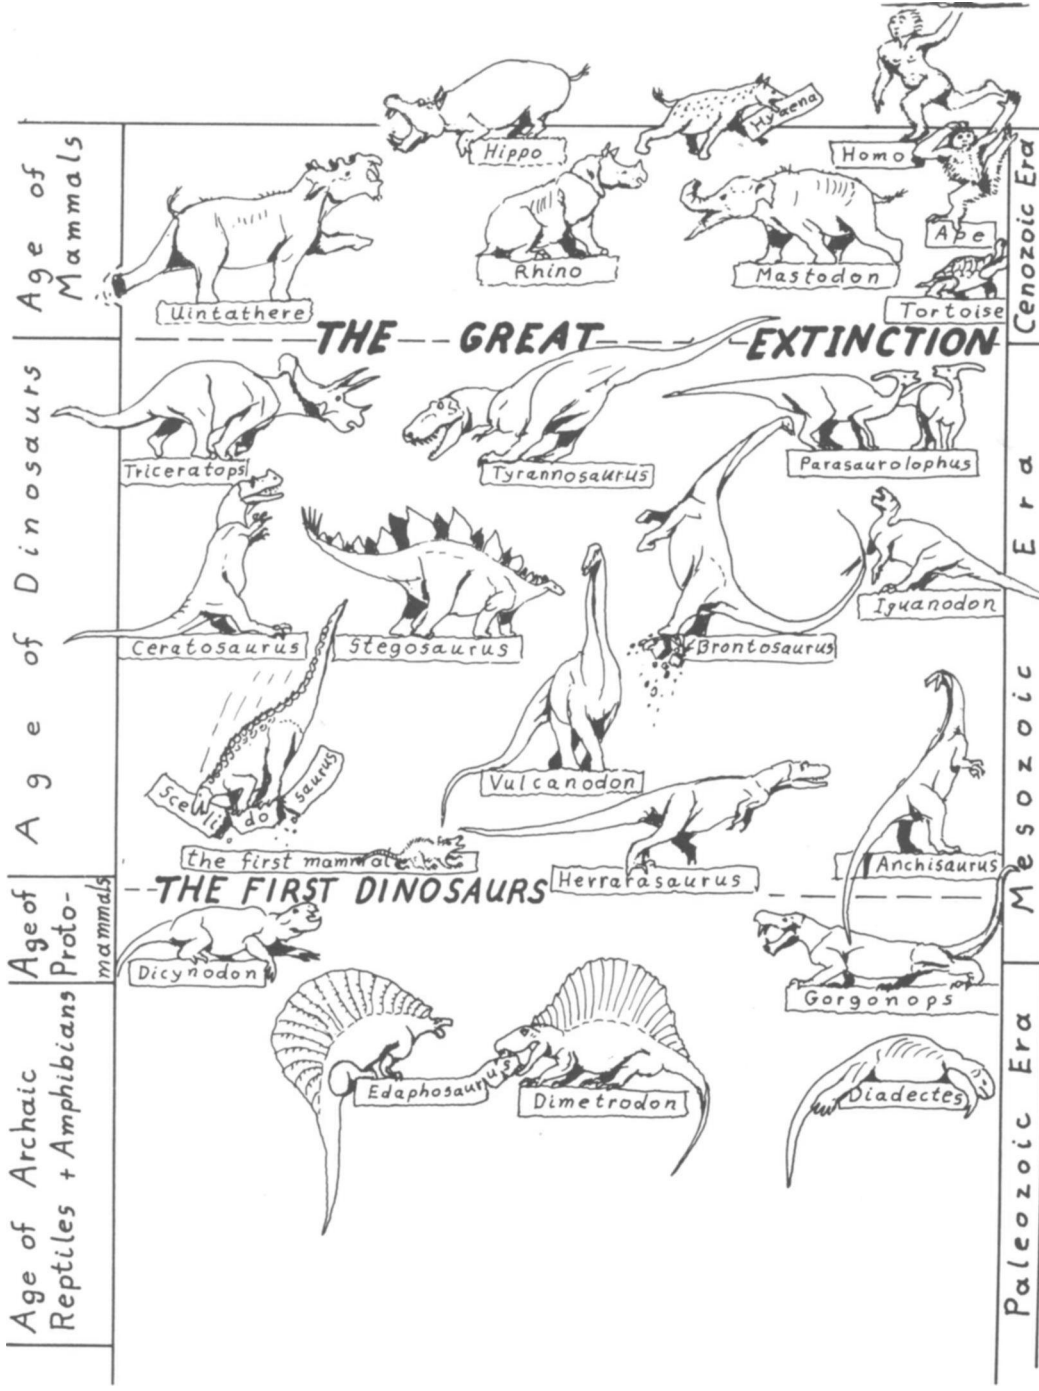 Hippo
Hyaena
Homo
Age of
Mammals
Cenozoic Era
Ape
Rhino
Mastodon
Uintathere
Tortoise
THE GREAT EXTINCTION
Age of Dinosaurs
Mesozoic Era
Triceratops
Tyrannosaurus
Parasaurolophus
Iguanodon
Ceratosaurus
Stegosaurus
Brontosaurus
Scelidosaurus
Vulcanodon
the first mammal
Herrarasaurus
Anchisaurus
THE FIRST DINOSAURS
Age of
Proto-
mammals
Dicynodon
Gorgonops
Age of Archaic
Reptiles + Amphibians
Paleozoic Era
Edaphosaurus
Dimetrodon
Diadectes